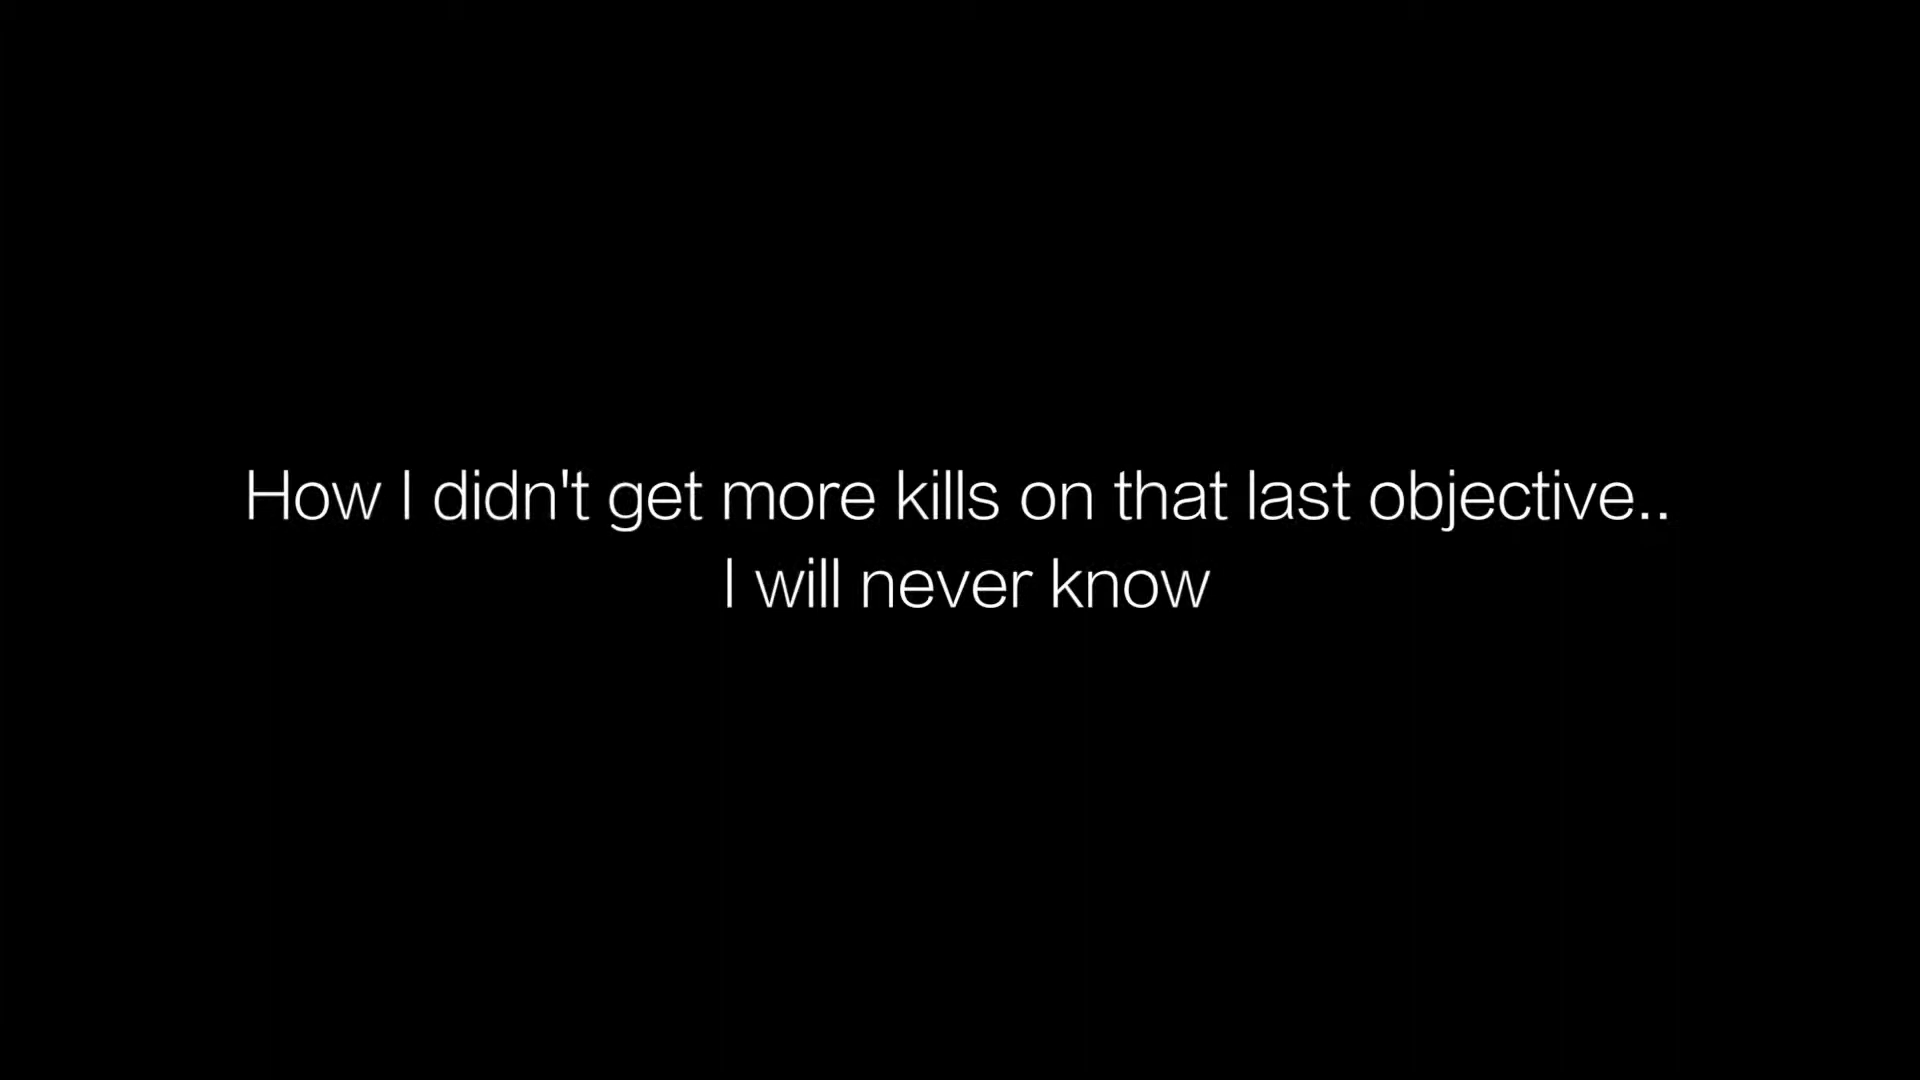 How I didn't get more kills on that last objective..
I will never know